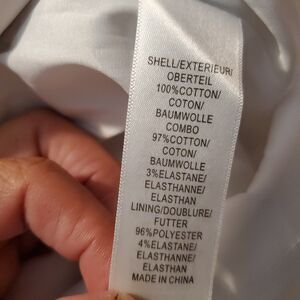 SHELL/EXTERIEUR/
OBERTEIL
100%COTTON/
COTON/
BAUMWOLLE
COMBO
97%COTTON/
COTON/
BAUMWOLLE
3%ELASTANE/
ELASTHANNE/
ELASTHAN
LINING/DOUBLURE/
FUTTER
96%POLYESTER
4%ELASTANE/
ELASTHANNE/
ELASTHAN
MADE IN CHINA